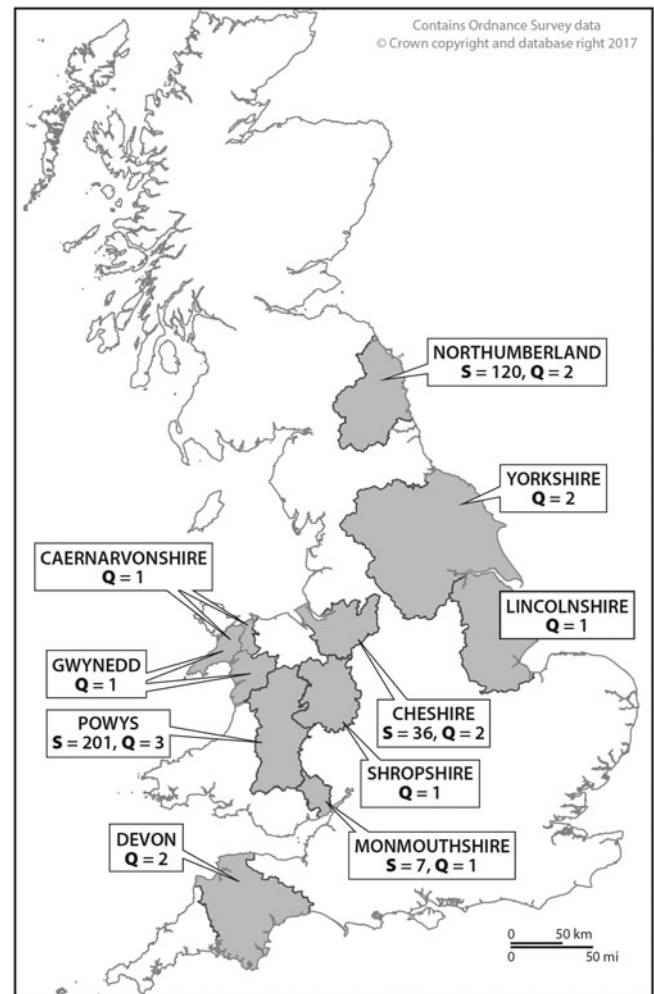 Contains Ordnance Survey data
© Crown copyright and database right 2017
NORTHUMBERLAND
S = 120, Q = 2
YORKSHIRE
Q = 2
CAERNARVONSHIRE
Q = 1
LINCOLNSHIRE
Q = 1
GWYNEDD
Q = 1
CHESHIRE
S = 36, Q = 2
POWYS
S = 201, Q = 3
SHROPSHIRE
Q = 1
DEVON
Q = 2
MONMOUTHSHIRE
S = 7, Q = 1
0 50 km
0 50 mi